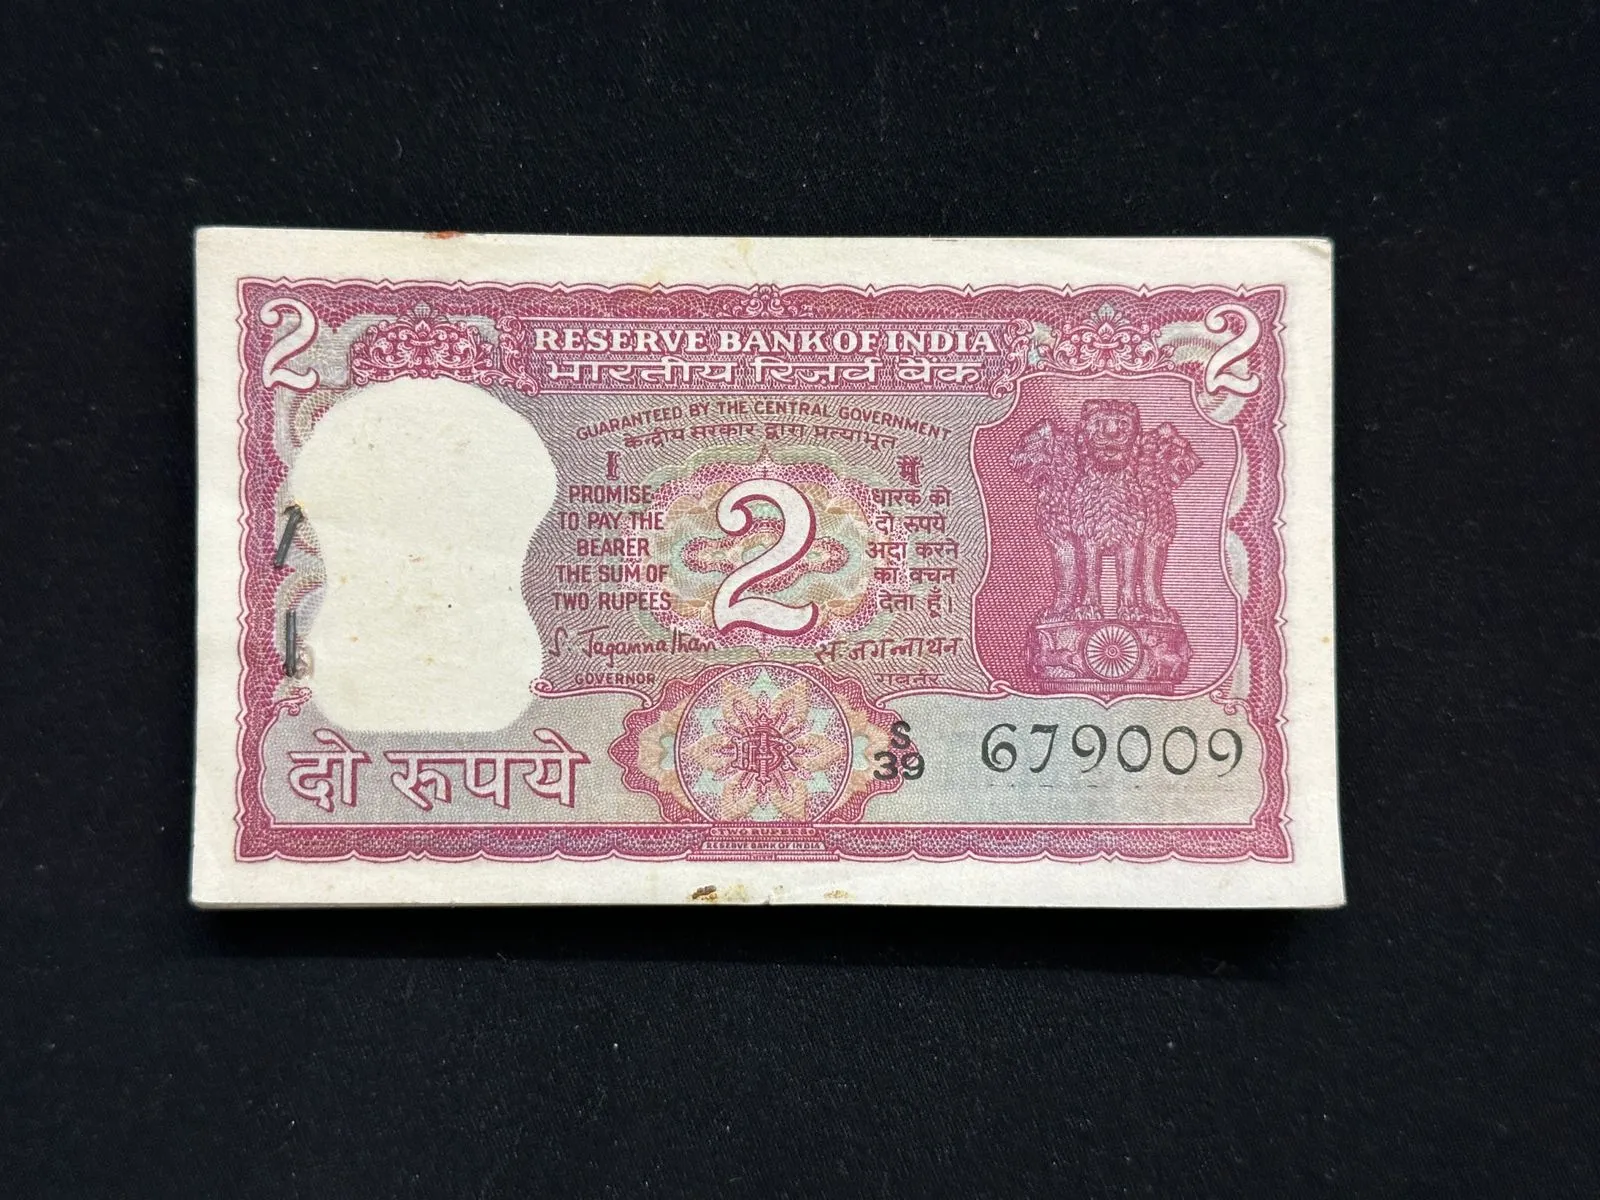 2
2
RESERVE BANK OF INDIA
भारतीय रिज़र्व बैंक
GUARANTEED BY THE CENTRAL GOVERNMENT
केन्द्रीय सरकार द्वारा प्रत्याभूत
I
PROMISE
TO PAY THE
BEARER
THE SUM OF
TWO RUPEES
2
मैं
धारक को
दो रुपये
अदा करने
का वचन
देता हूँ।
S. Jagannathan
स. जगन्नाथन
GOVERNOR
गवर्नर
दो रूपये
S
39
679009
TWO RUPEES
RESERVE BANK OF INDIA